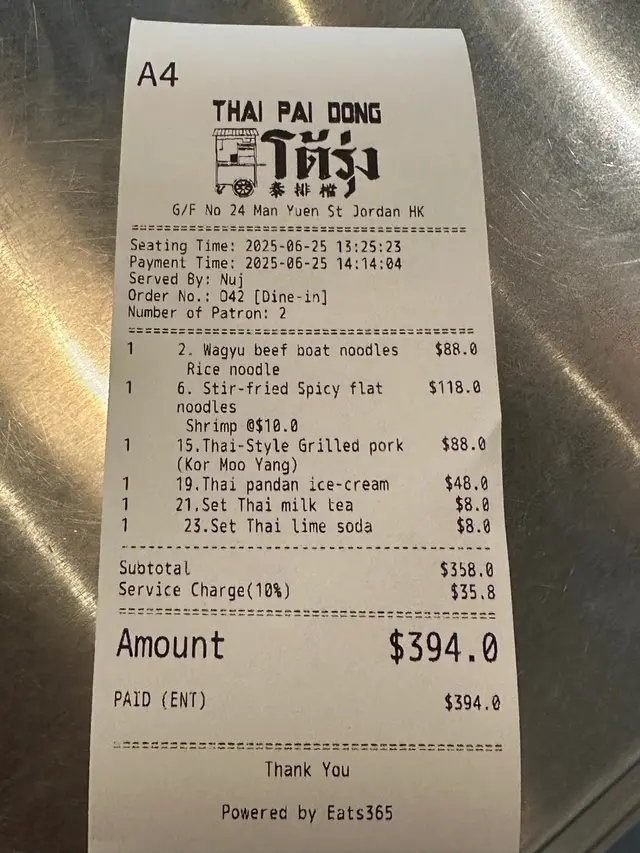 A4
THAI PAI DONG
โต้รุ่ง
泰排檔
G/F No 24 Man Yuen St Jordan HK
Seating Time: 2025-06-25 13:25:23
Payment Time: 2025-06-25 14:14:04
Served By: Nuj
Order No.: 042 [Dine-in]
Number of Patron: 2
1 2. Wagyu beef boat noodles $88.0
Rice noodle
1 6. Stir-fried Spicy flat $118.0
noodles
Shrimp @$10.0
1 15.Thai-Style Grilled pork $88.0
(Kor Moo Yang)
1 19.Thai pandan ice-cream $48.0
1 21.Set Thai milk tea $8.0
1 23.Set Thai lime soda $8.0
Subtotal $358.0
Service Charge(10%) $35.8
Amount $394.0
PAID (ENT) $394.0
Thank You
Powered by Eats365